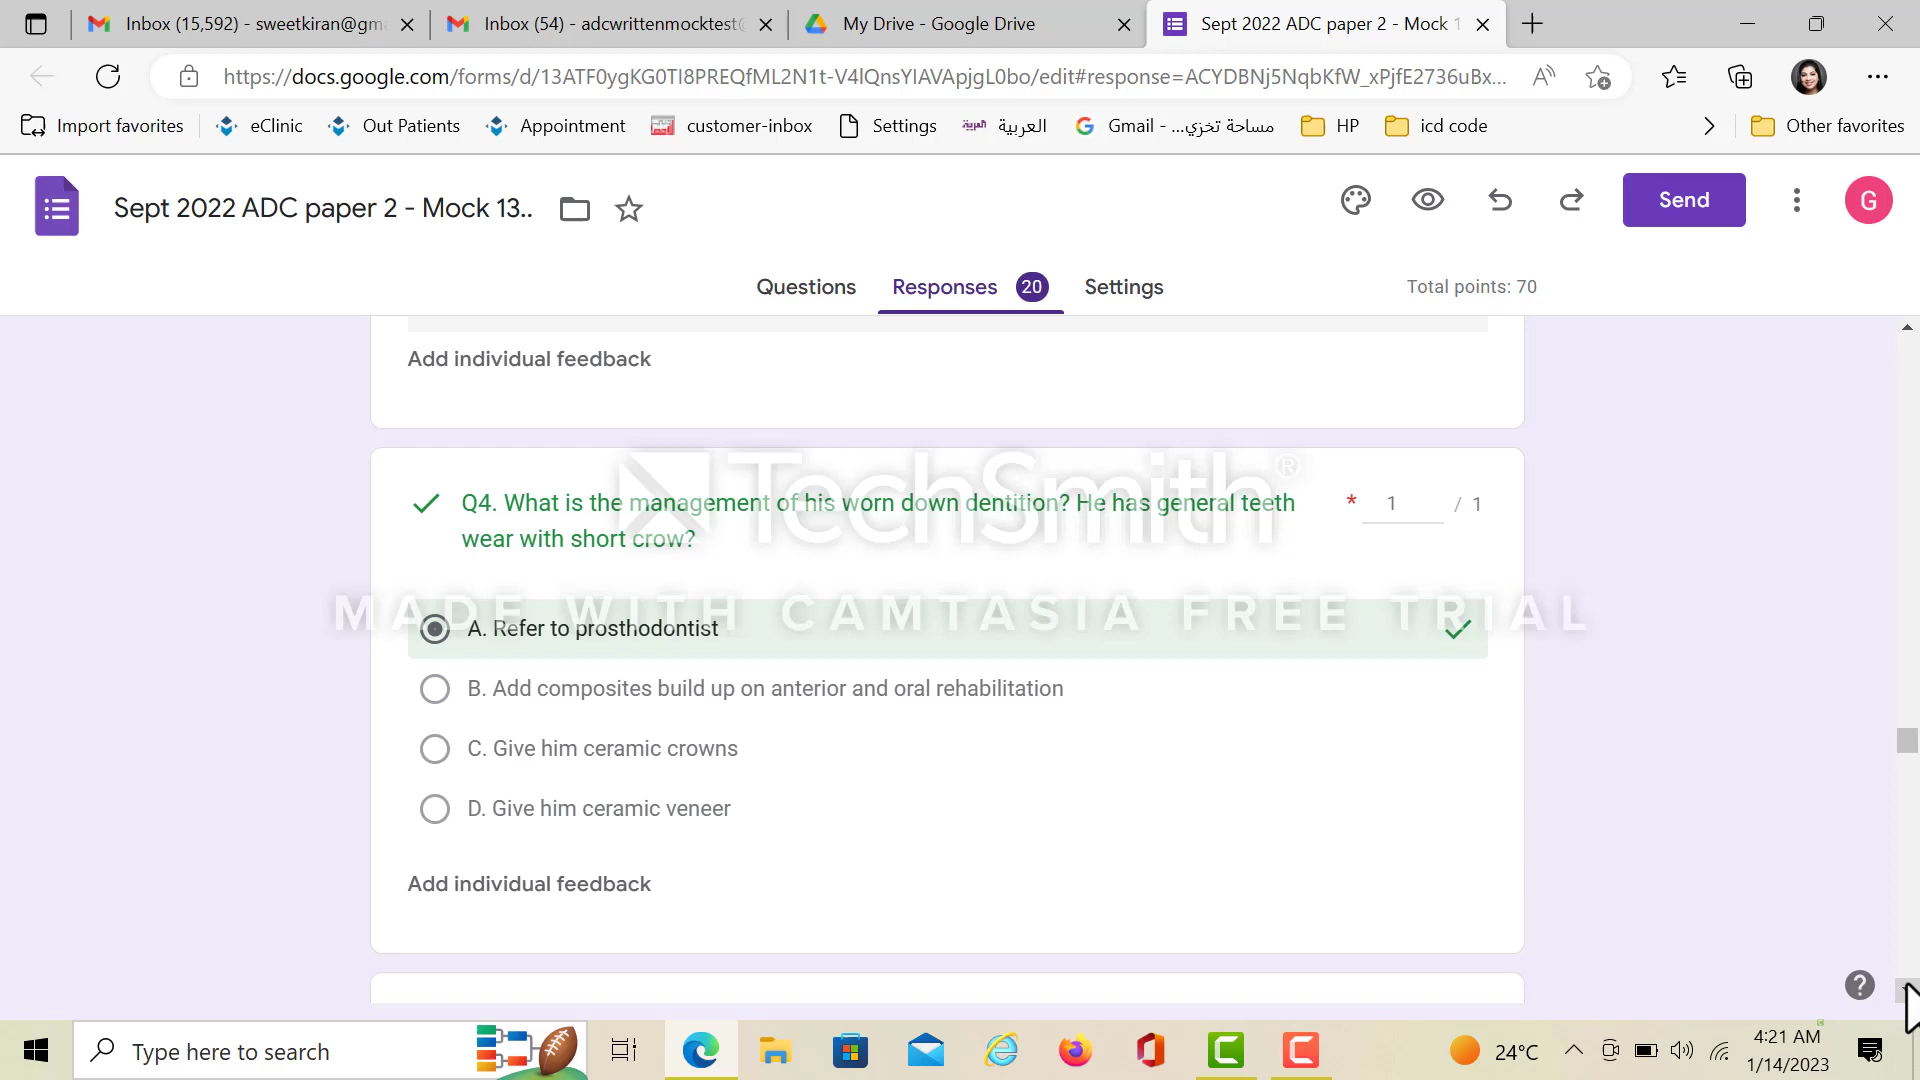 Inbox (15,592) - sweetkiran@gm
Inbox (54) - adcwrittenmocktest@
My Drive - Google Drive
Sept 2022 ADC paper 2 - Mock 1
https://docs.google.com/forms/d/13ATF0ygKG0TI8PREQfML2N1t-V4lQnsYIAVApjgL0bo/edit#response=ACYDBNj5NqbKfW_xPjfE2736uBx...
Import favorites
eClinic
Out Patients
Appointment
customer-inbox
Settings
العربية
Gmail - ...مساحة تخزي
HP
icd code
Other favorites
Sept 2022 ADC paper 2 - Mock 13..
Send
G
Questions
Responses 20
Settings
Total points: 70
Add individual feedback
TechSmith®
Q4. What is the management of his worn down dentition? He has general teeth
wear with short crow?
* 1 / 1
MADE WITH CAMTASIA FREE TRIAL
A. Refer to prosthodontist
B. Add composites build up on anterior and oral rehabilitation
C. Give him ceramic crowns
D. Give him ceramic veneer
Add individual feedback
Type here to search
24°C
4:21 AM
1/14/2023